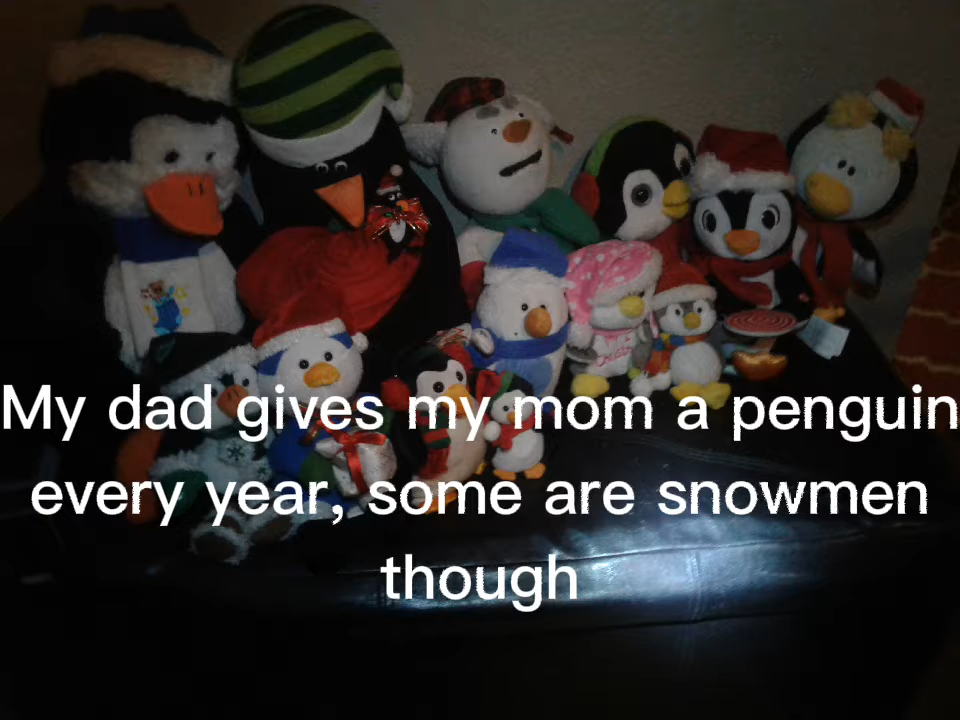 My dad gives my mom a penguin
every year, some are snowmen
though